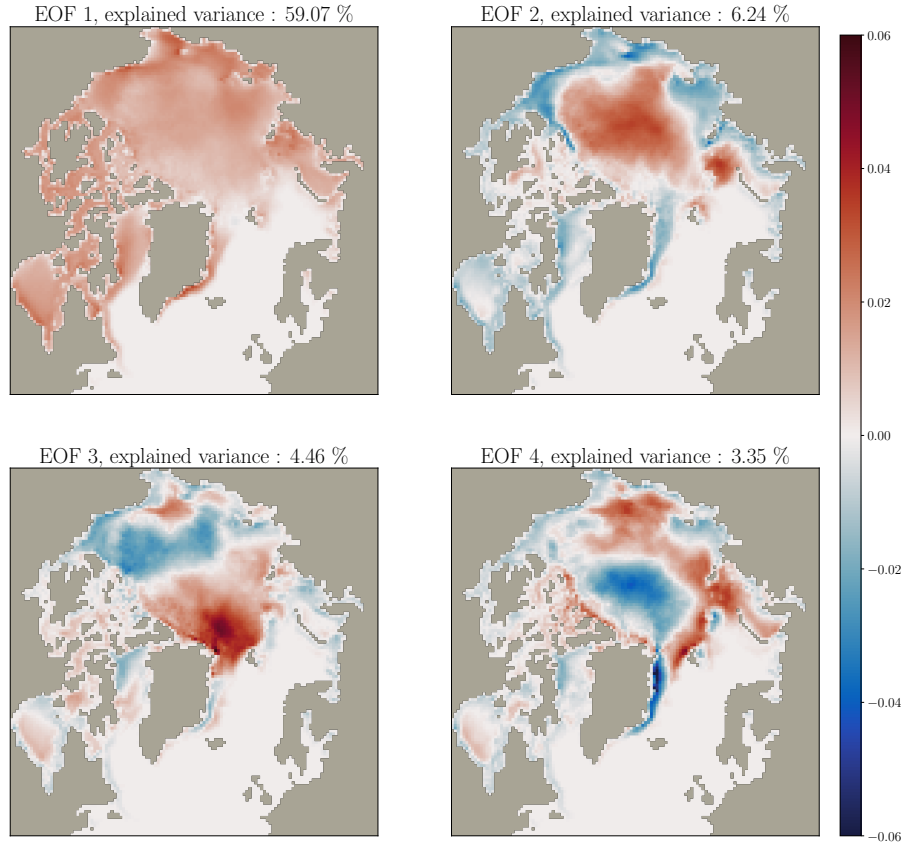 EOF 1, explained variance : 59.07 %
EOF 2, explained variance : 6.24 %
0.06
0.04
0.02
0.00
−0.02
−0.04
−0.06
EOF 3, explained variance : 4.46 %
EOF 4, explained variance : 3.35 %